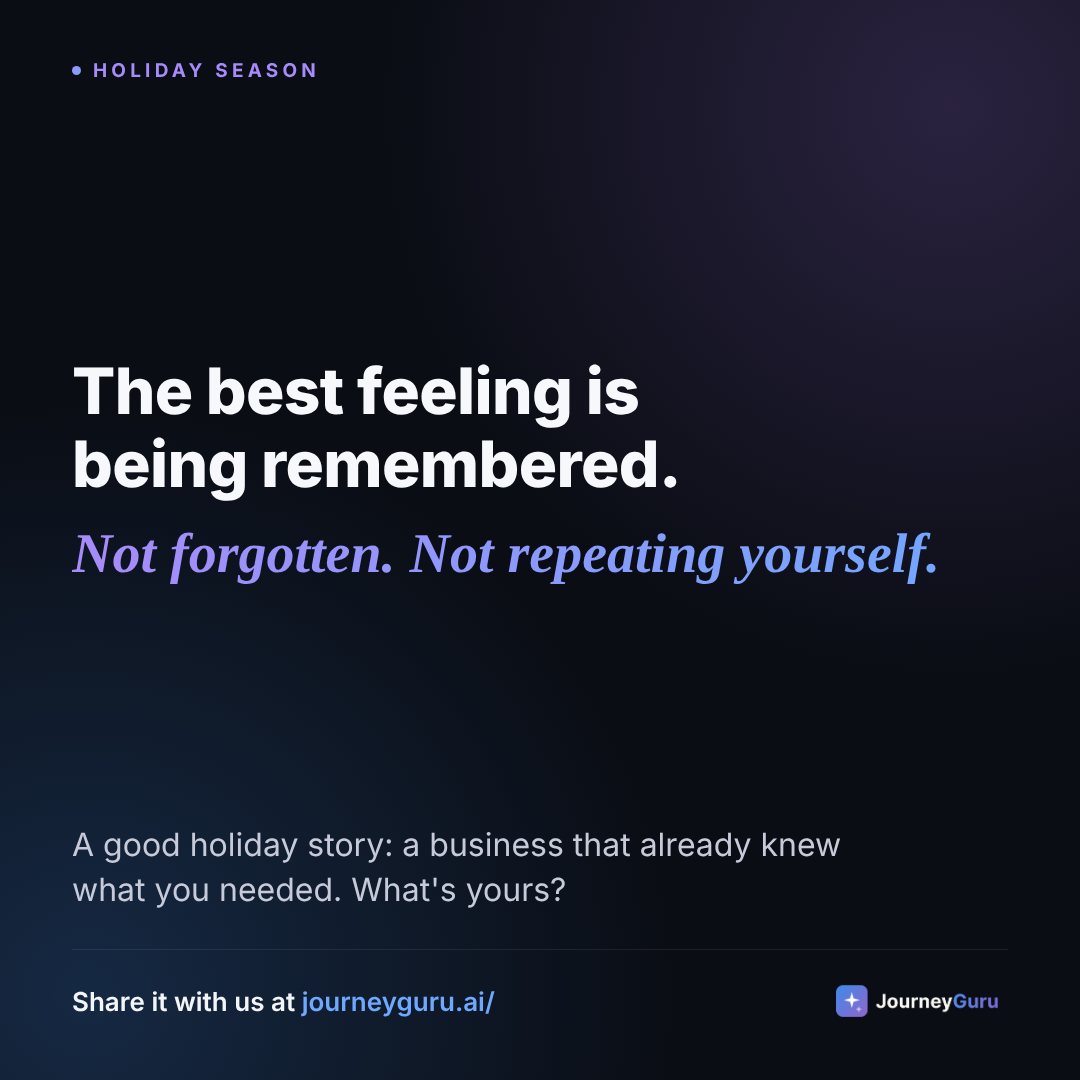 HOLIDAY SEASON
The best feeling is
being remembered.
Not forgotten. Not repeating yourself.
A good holiday story: a business that already knew
what you needed. What's yours?
Share it with us at journeyguru.ai/
JourneyGuru